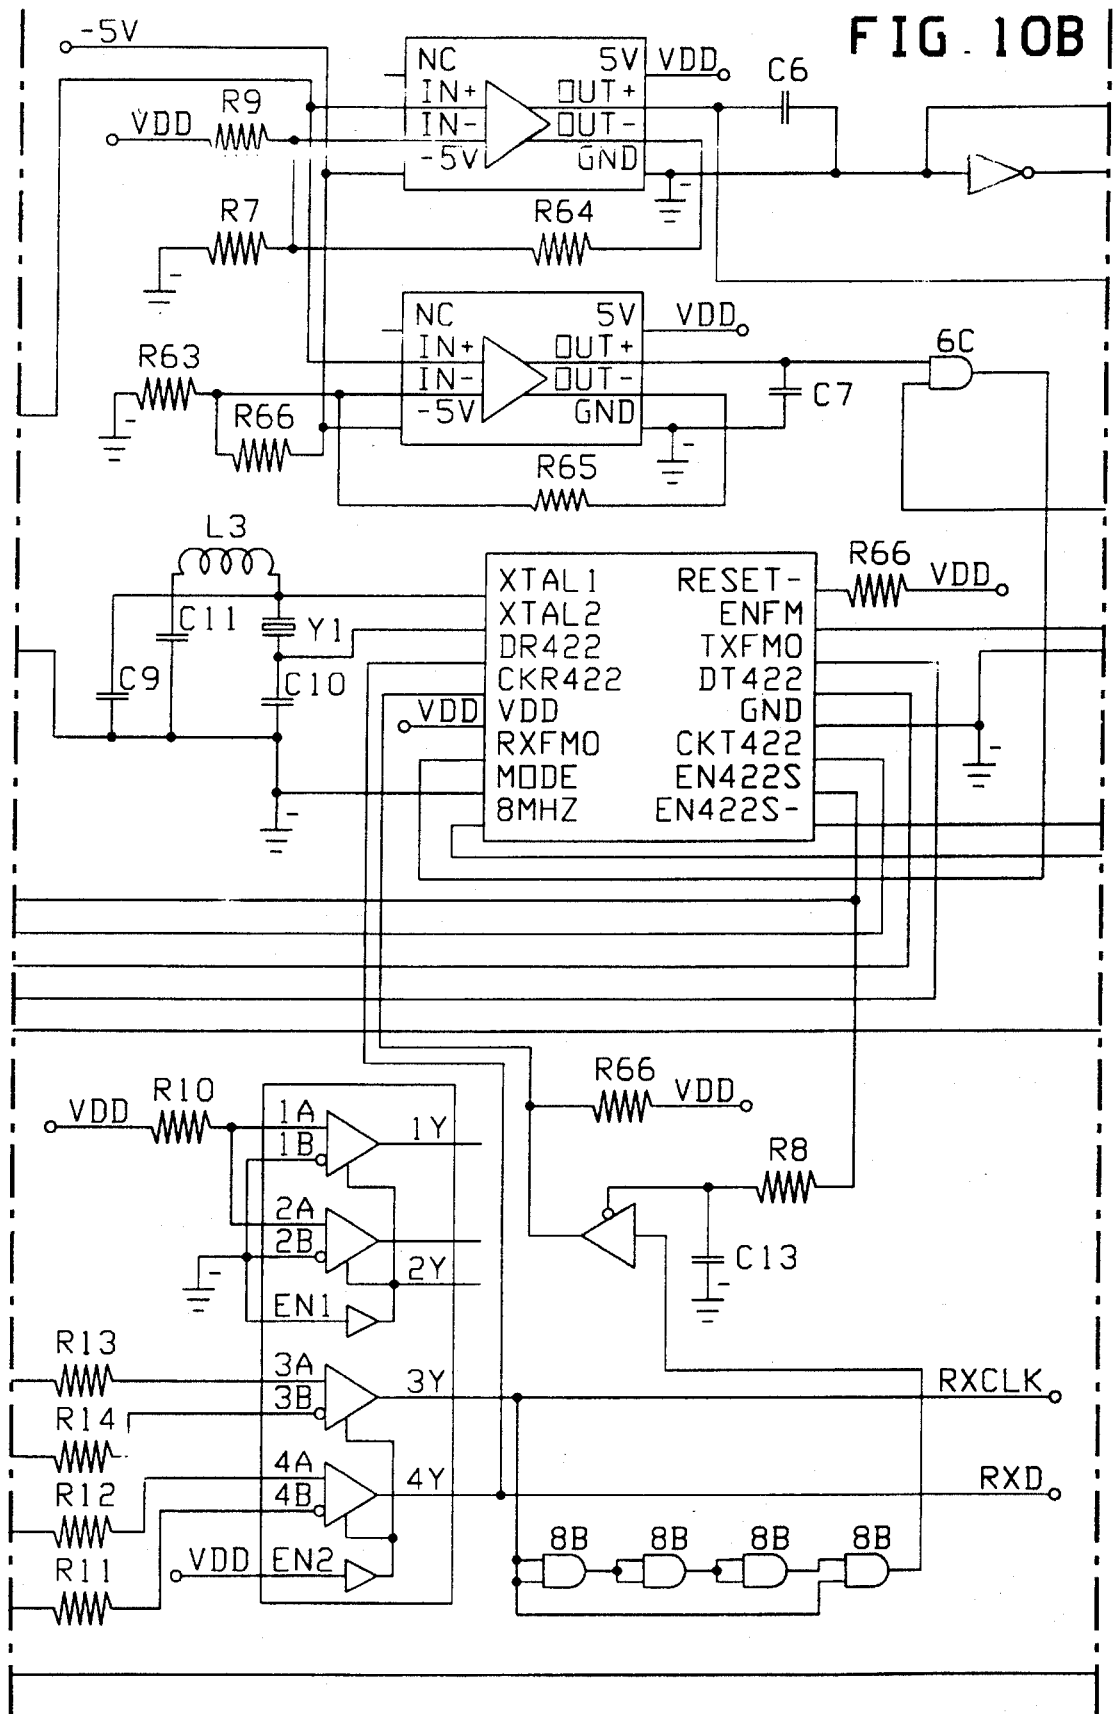 FIG. 10B
-5V
NC
5V
VDD
C6
IN+
OUT+
R9
VDD
IN-
OUT-
-5V
GND
R7
R64
NC
5V
VDD
6C
IN+
OUT+
R63
IN-
OUT-
-5V
GND
C7
R66
R65
L3
XTAL1
RESET-
R66
VDD
XTAL2
ENFM
C11
Y1
DR422
TXFMO
C9
C10
CKR422
DT422
VDD
VDD
GND
RXFMO
CKT422
MODE
EN422S
8MHZ
EN422S-
R10
VDD
1A
1Y
1B
R66
VDD
R8
2A
2B
2Y
C13
EN1
R13
3A
3Y
RXCLK
3B
R14
4A
4Y
RXD
R12
4B
8B
8B
8B
8B
R11
VDD
EN2